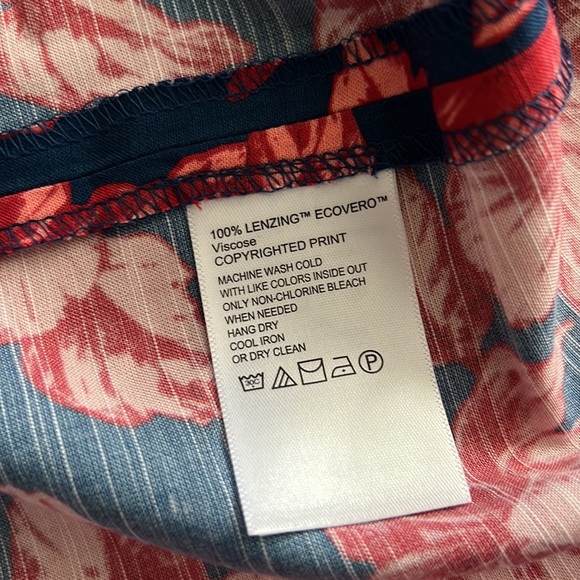 100% LENZING™ ECOVERO™
Viscose
COPYRIGHTED PRINT
MACHINE WASH COLD
WITH LIKE COLORS INSIDE OUT
ONLY NON-CHLORINE BLEACH
WHEN NEEDED
HANG DRY
COOL IRON
OR DRY CLEAN
P